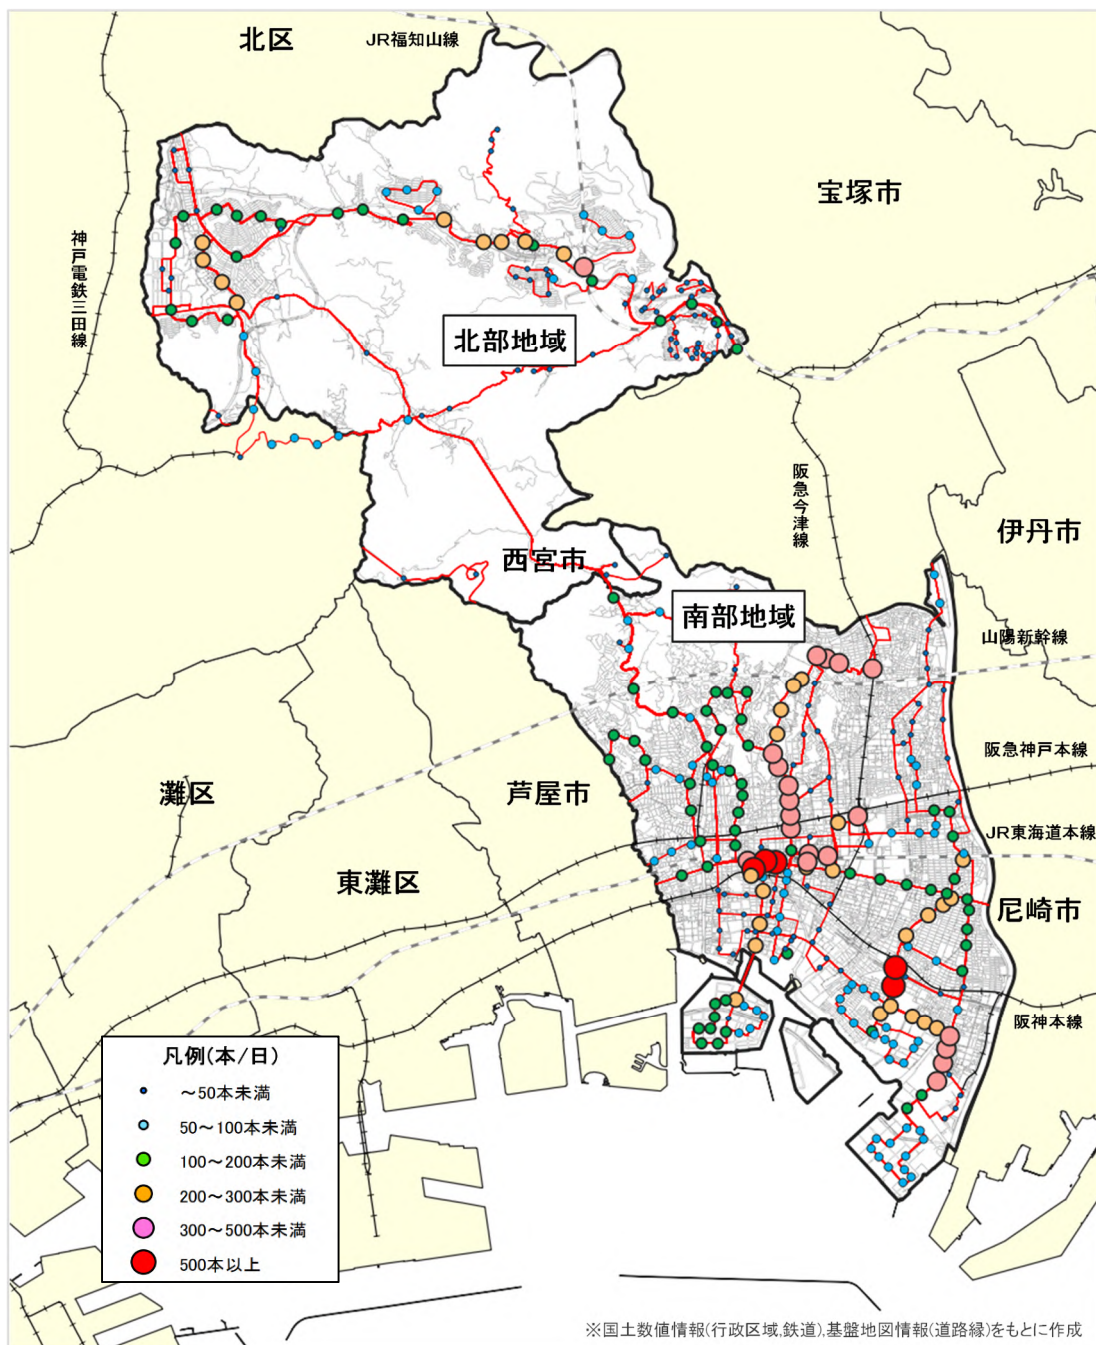 北区
JR福知山線
宝塚市
神戸電鉄三田線
北部地域
阪急今津線
伊丹市
西宮市
南部地域
山陽新幹線
阪急神戸本線
灘区
芦屋市
JR東海道本線
東灘区
尼崎市
阪神本線
凡例(本/日)
～50本未満
50～100本未満
100～200本未満
200～300本未満
300～500本未満
500本以上
※国土数値情報(行政区域,鉄道),基盤地図情報(道路縁)をもとに作成